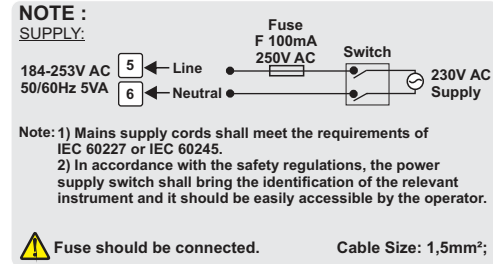 NOTE :
SUPPLY:
Fuse
F 100mA
250V AC
Switch
184-253V AC
50/60Hz 5VA
5
Line
6
Neutral
230V AC
Supply
Note: 1) Mains supply cords shall meet the requirements of
IEC 60227 or IEC 60245.
2) In accordance with the safety regulations, the power
supply switch shall bring the identification of the relevant
instrument and it should be easily accessible by the operator.
Fuse should be connected.
Cable Size: 1,5mm²;